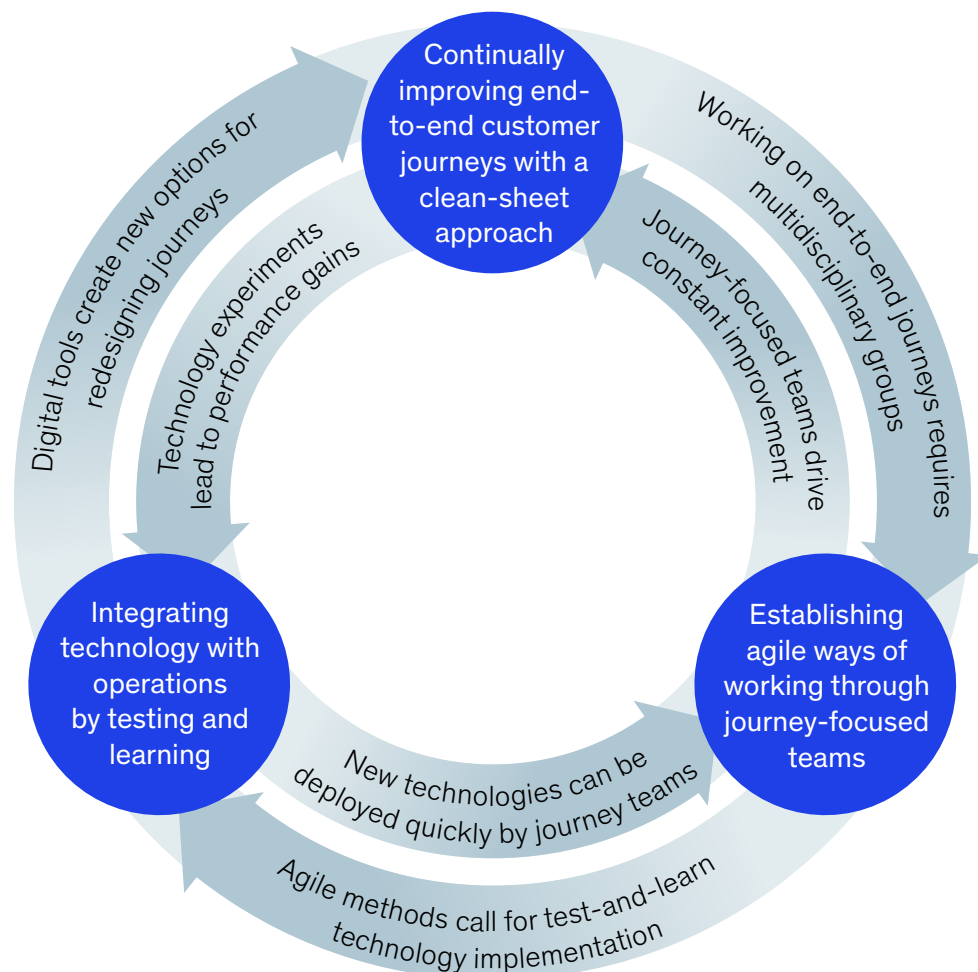 Continually
improving end-
to-end customer
journeys with a
clean-sheet
approach
Digital tools create new options for
redesigning journeys
Technology experiments
lead to performance gains
Journey-focused teams drive
constant improvement
Working on end-to-end journeys requires
multidisciplinary groups
Integrating
technology with
operations
by testing and
learning
Establishing
agile ways of
working through
journey-focused
teams
New technologies can be
deployed quickly by journey teams
Agile methods call for test-and-learn
technology implementation